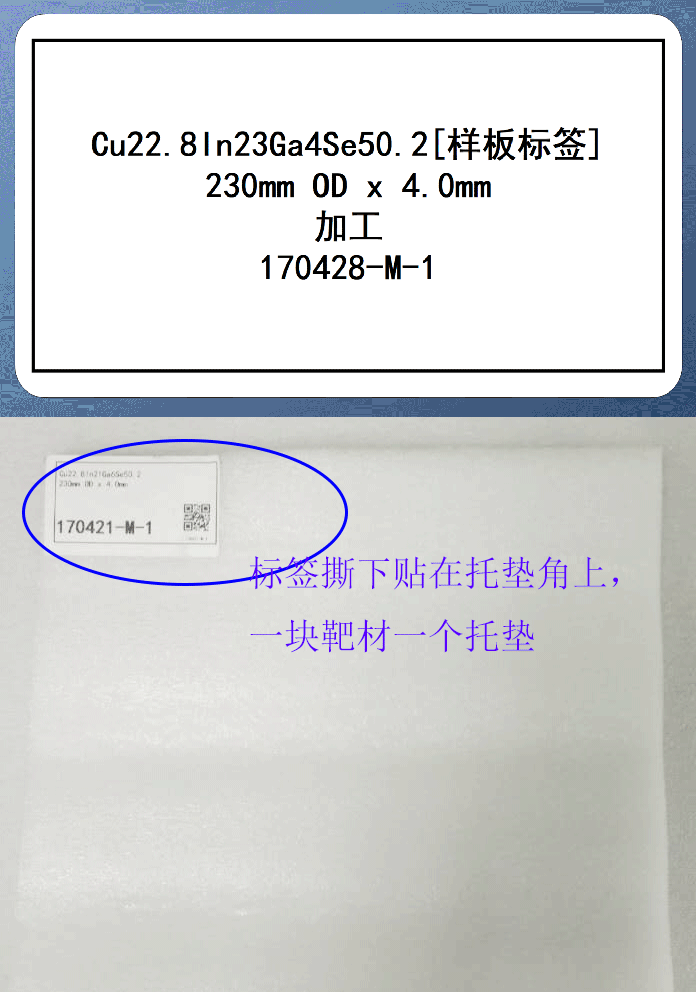 Cu22.8In23Ga4Se50.2[样板标签]
230mm OD x 4.0mm
加工
170428-M-1
Cu22.8In21Ga6Se50.2
230mm OD x 4.0mm
170421-M-1
标签撕下贴在托垫角上，
一块靶材一个托垫